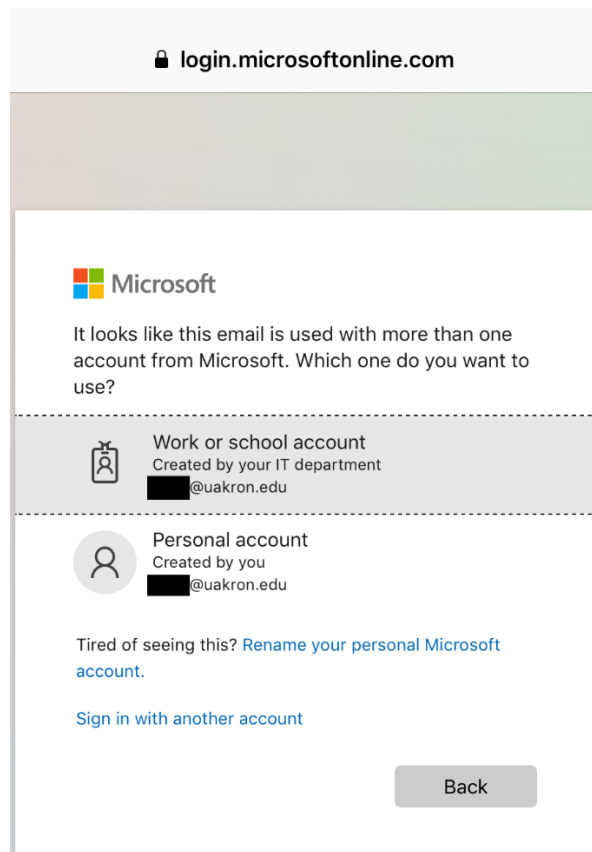 login.microsoftonline.com
Microsoft
It looks like this email is used with more than one
account from Microsoft. Which one do you want to
use?
Work or school account
Created by your IT department
@uakron.edu
Personal account
Created by you
@uakron.edu
Tired of seeing this? Rename your personal Microsoft
account.
Sign in with another account
Back